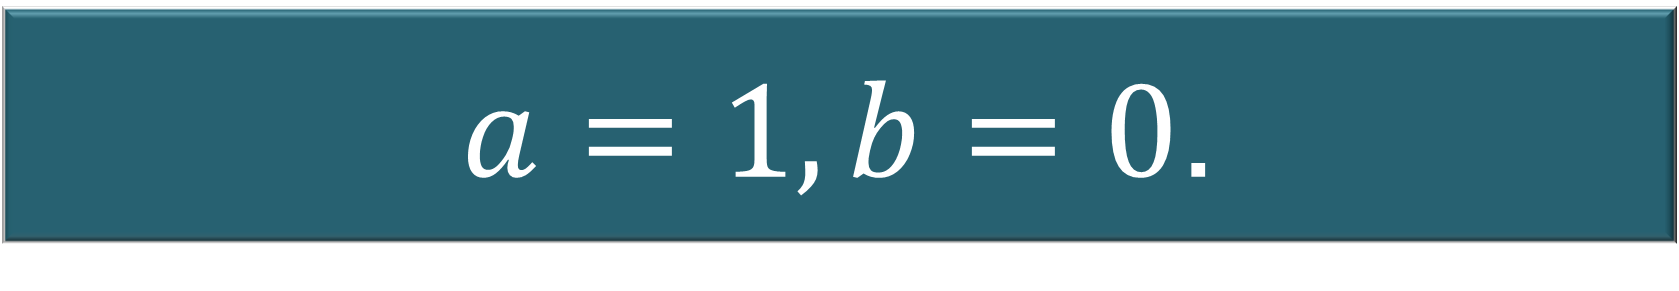 a = 1, b = 0.